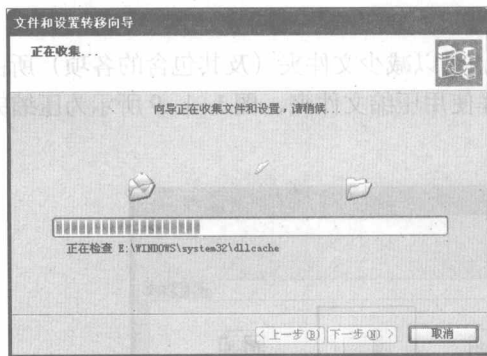 文件和设置转移向导
正在收集...
向导正在收集文件和设置，请稍候
正在检查 E:\WINDOWS\system32\dllcache
< 上一步(B) 下一步(N) > 取消